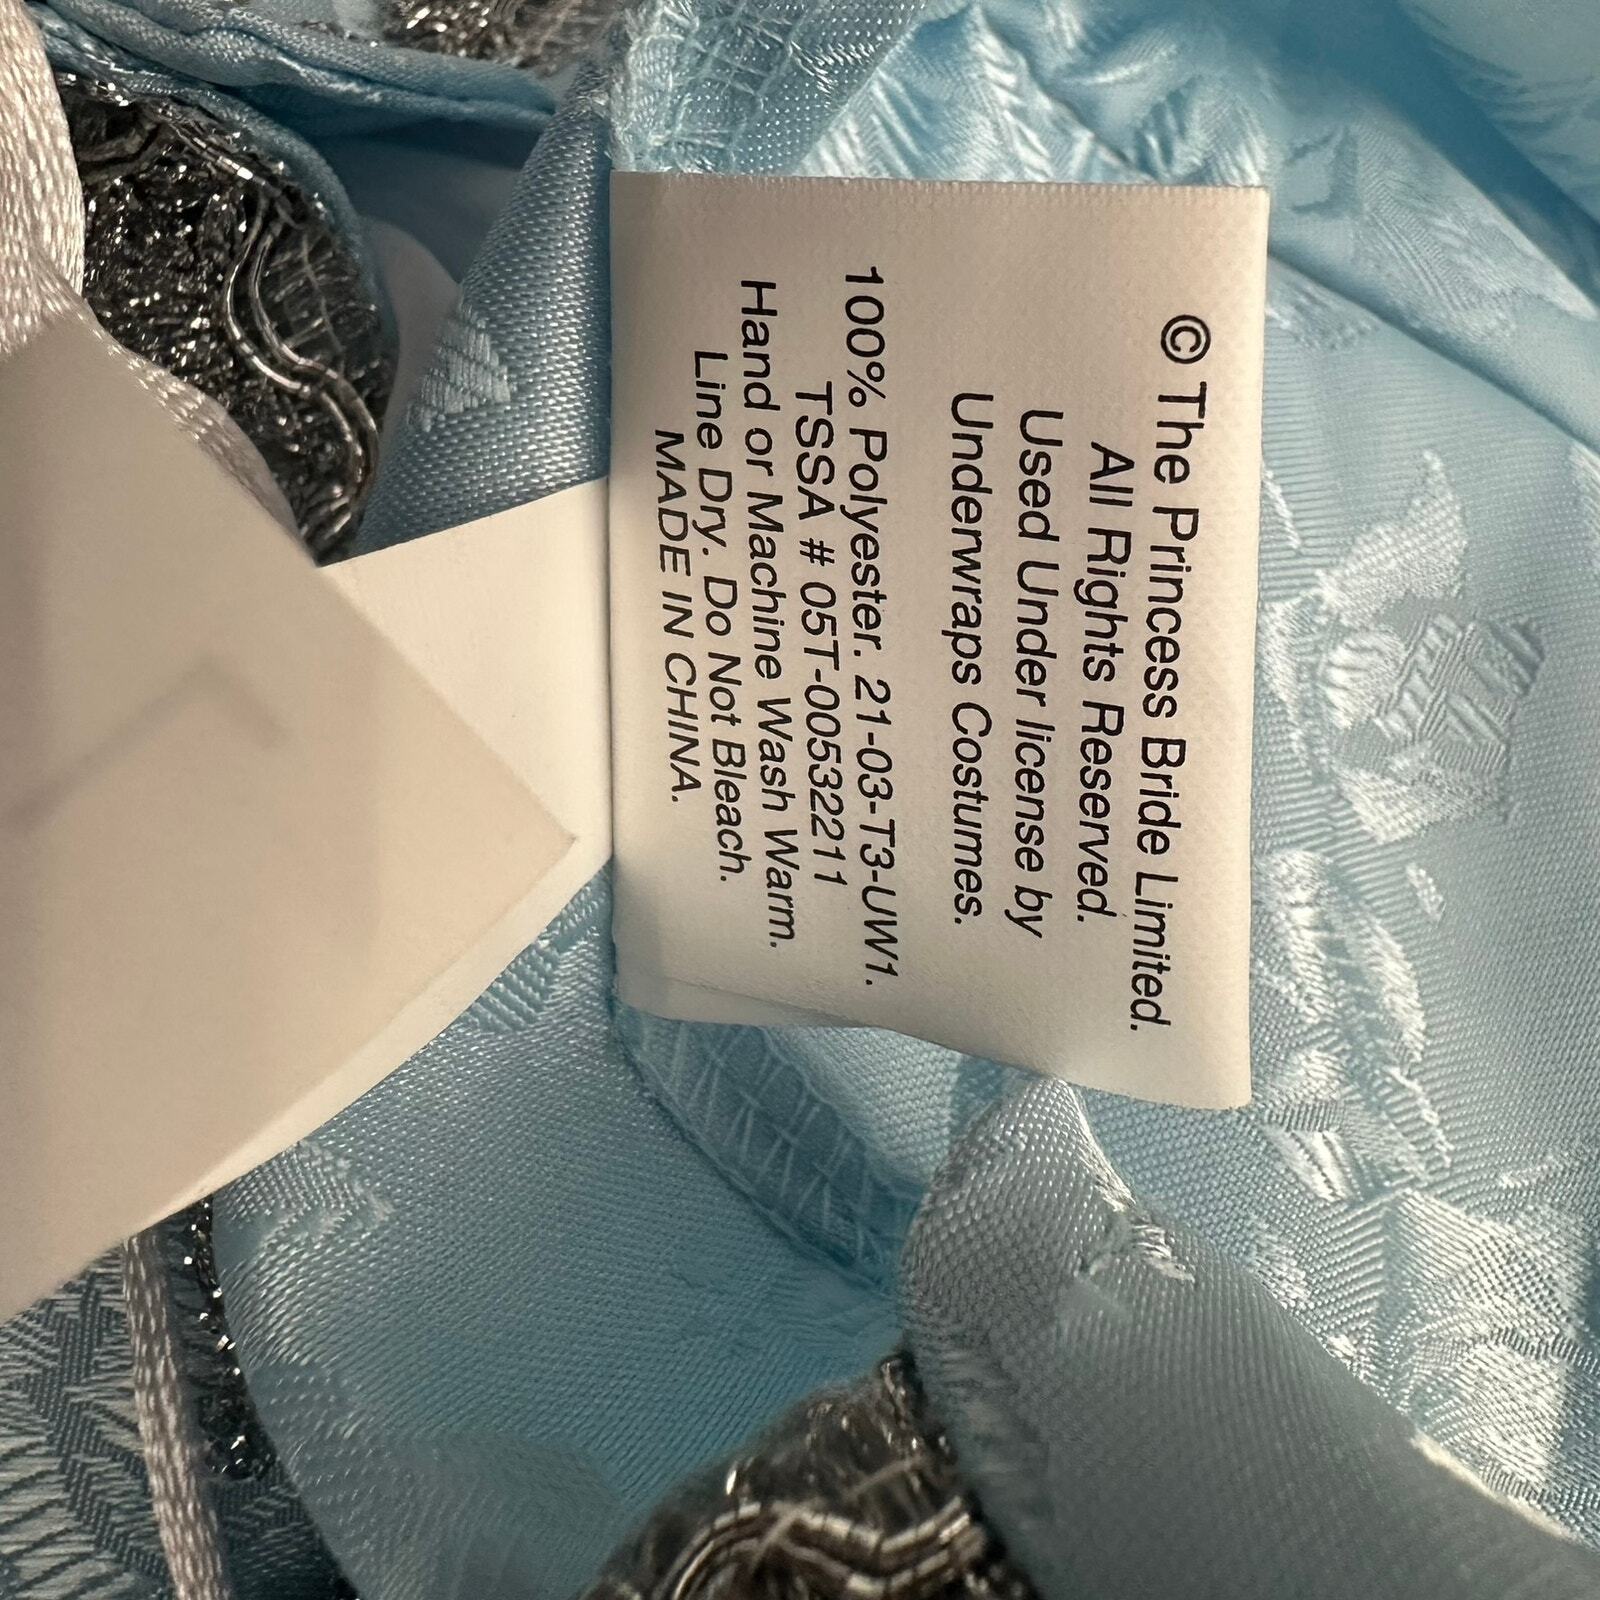 © The Princess Bride Limited.
All Rights Reserved.
Used Under license by
Underwraps Costumes.
100% Polyester. 21-03-T3-UW1.
TSSA # 05T-00532211
Hand or Machine Wash Warm.
Line Dry. Do Not Bleach.
MADE IN CHINA.